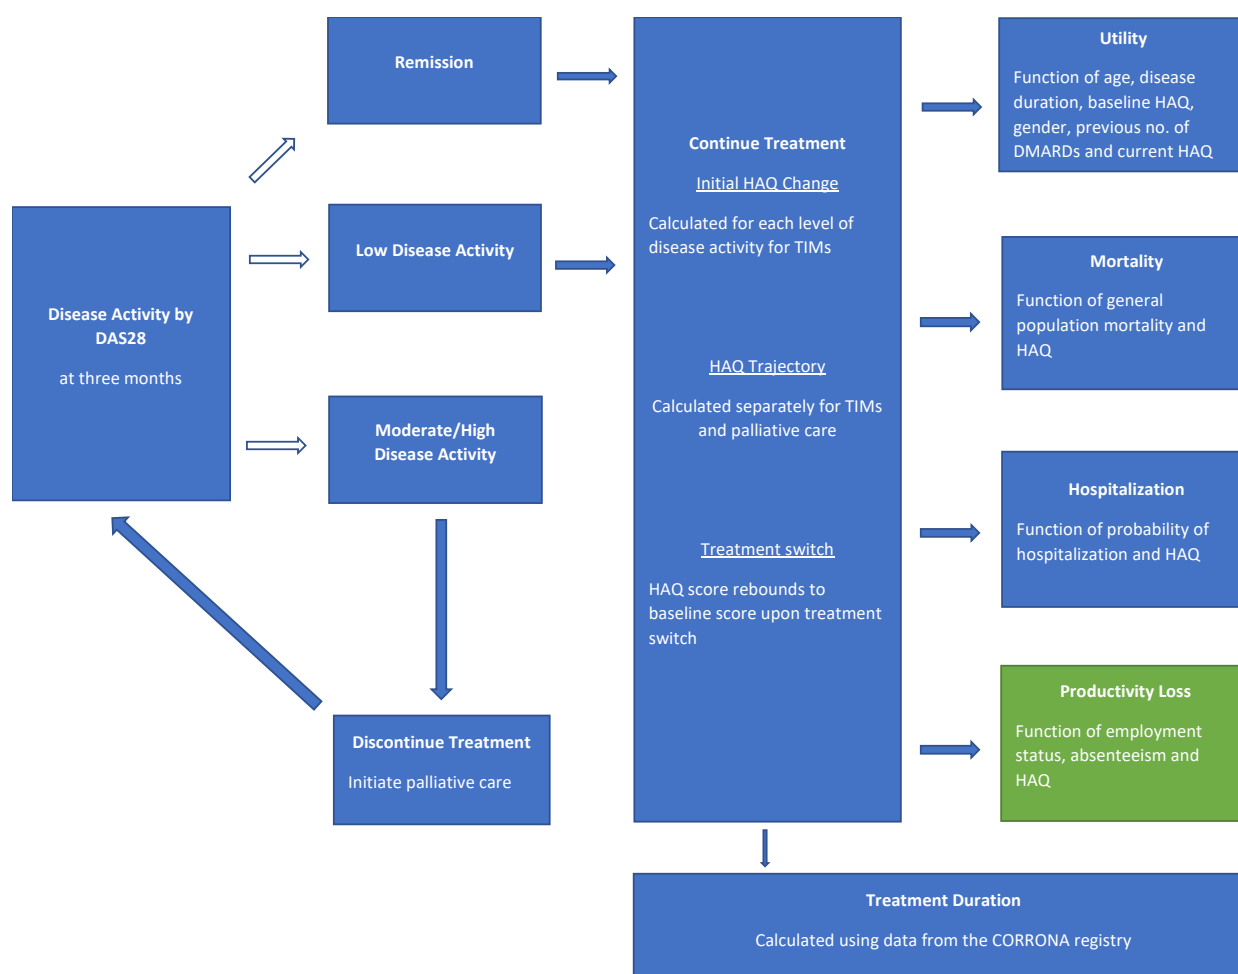 Remission
Low Disease Activity
Disease Activity by
DAS28
at three months
Moderate/High
Disease Activity
Discontinue Treatment
Initiate palliative care
Continue Treatment
Initial HAQ Change
Calculated for each level of
disease activity for TIMs
HAQ Trajectory
Calculated separately for TIMs
and palliative care
Treatment switch
HAQ score rebounds to
baseline score upon treatment
switch
Utility
Function of age, disease
duration, baseline HAQ,
gender, previous no. of
DMARDs and current HAQ
Mortality
Function of general
population mortality and
HAQ
Hospitalization
Function of probability of
hospitalization and HAQ
Productivity Loss
Function of employment
status, absenteeism and
HAQ
Treatment Duration
Calculated using data from the CORRONA registry